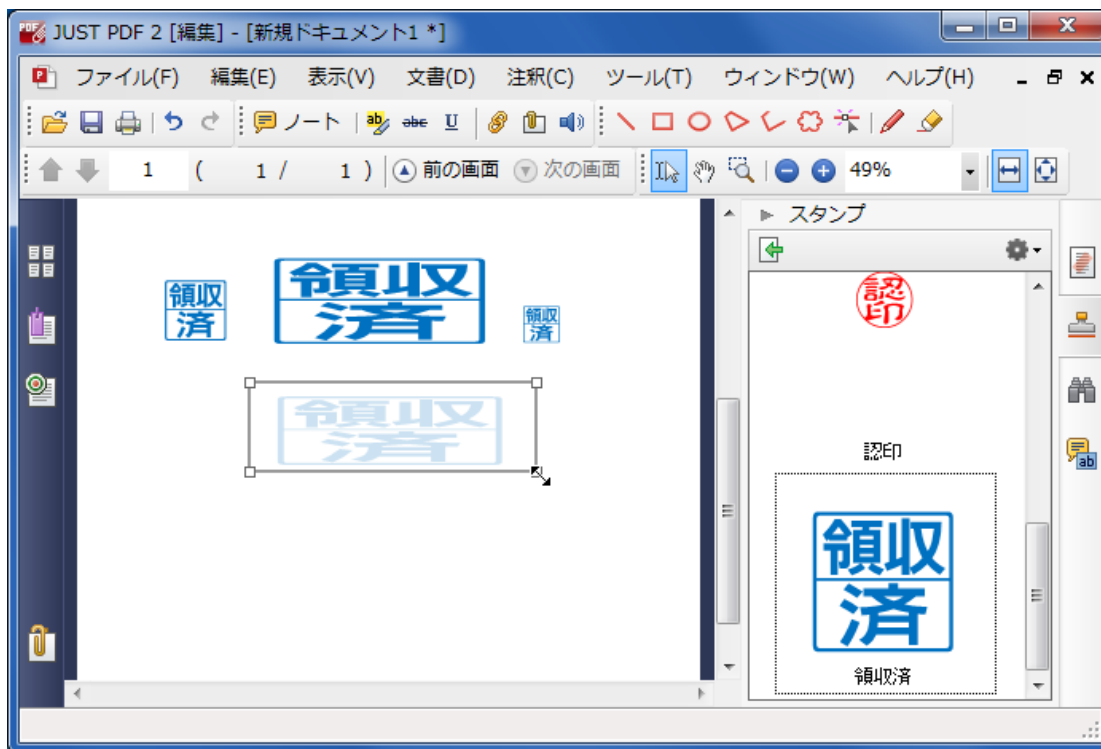 JUST PDF 2 [編集] - [新規ドキュメント1 *]
ファイル(F) 編集(E) 表示(V) 文書(D) 注釈(C) ツール(T) ウィンドウ(W) ヘルプ(H)
ノート ab abc U
1 ( 1 / 1 ) 前の画面 次の画面 49%
スタンプ
領収
済
領収
済
領収
済
領収
済
認
印
認印
領収
済
領収済
ab